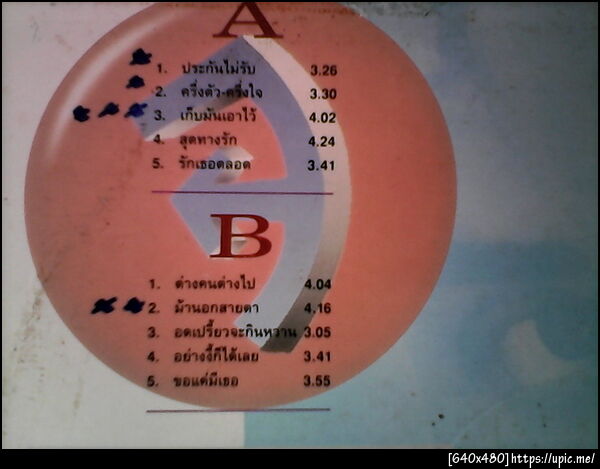 A
1. ประกันไม่รับ 3.26
2. ครึ่งตัว-ครึ่งใจ 3.30
3. เก็บมันเอาไว้ 4.02
4. สุดทางรัก 4.24
5. รักเธอตลอด 3.41
B
1. ต่างคนต่างไป 4.04
2. ม้านอกสายตา 4.16
3. อดเปรี้ยวจะกินหวาน 3.05
4. อย่างงี้ก็ได้เลย 3.41
5. ขอแค่มีเธอ 3.55
[640x480]https://upic.me/